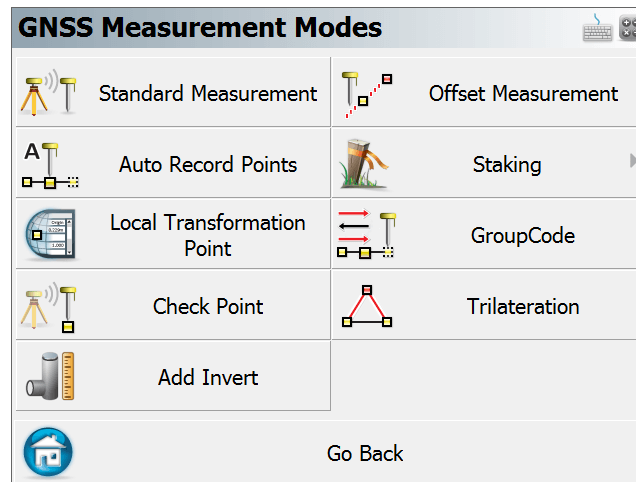 GNSS Measurement Modes
Standard Measurement
Offset Measurement
A
Auto Record Points
Staking
Local Transformation
Point
GroupCode
Check Point
Trilateration
Add Invert
Go Back